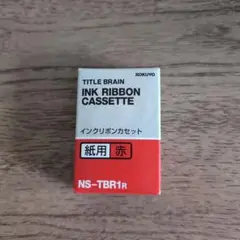 KOKUYO
TITLE BRAIN
INK RIBBON
CASSETTE
インクリボンカセット
紙用 赤
NS-TBR1R